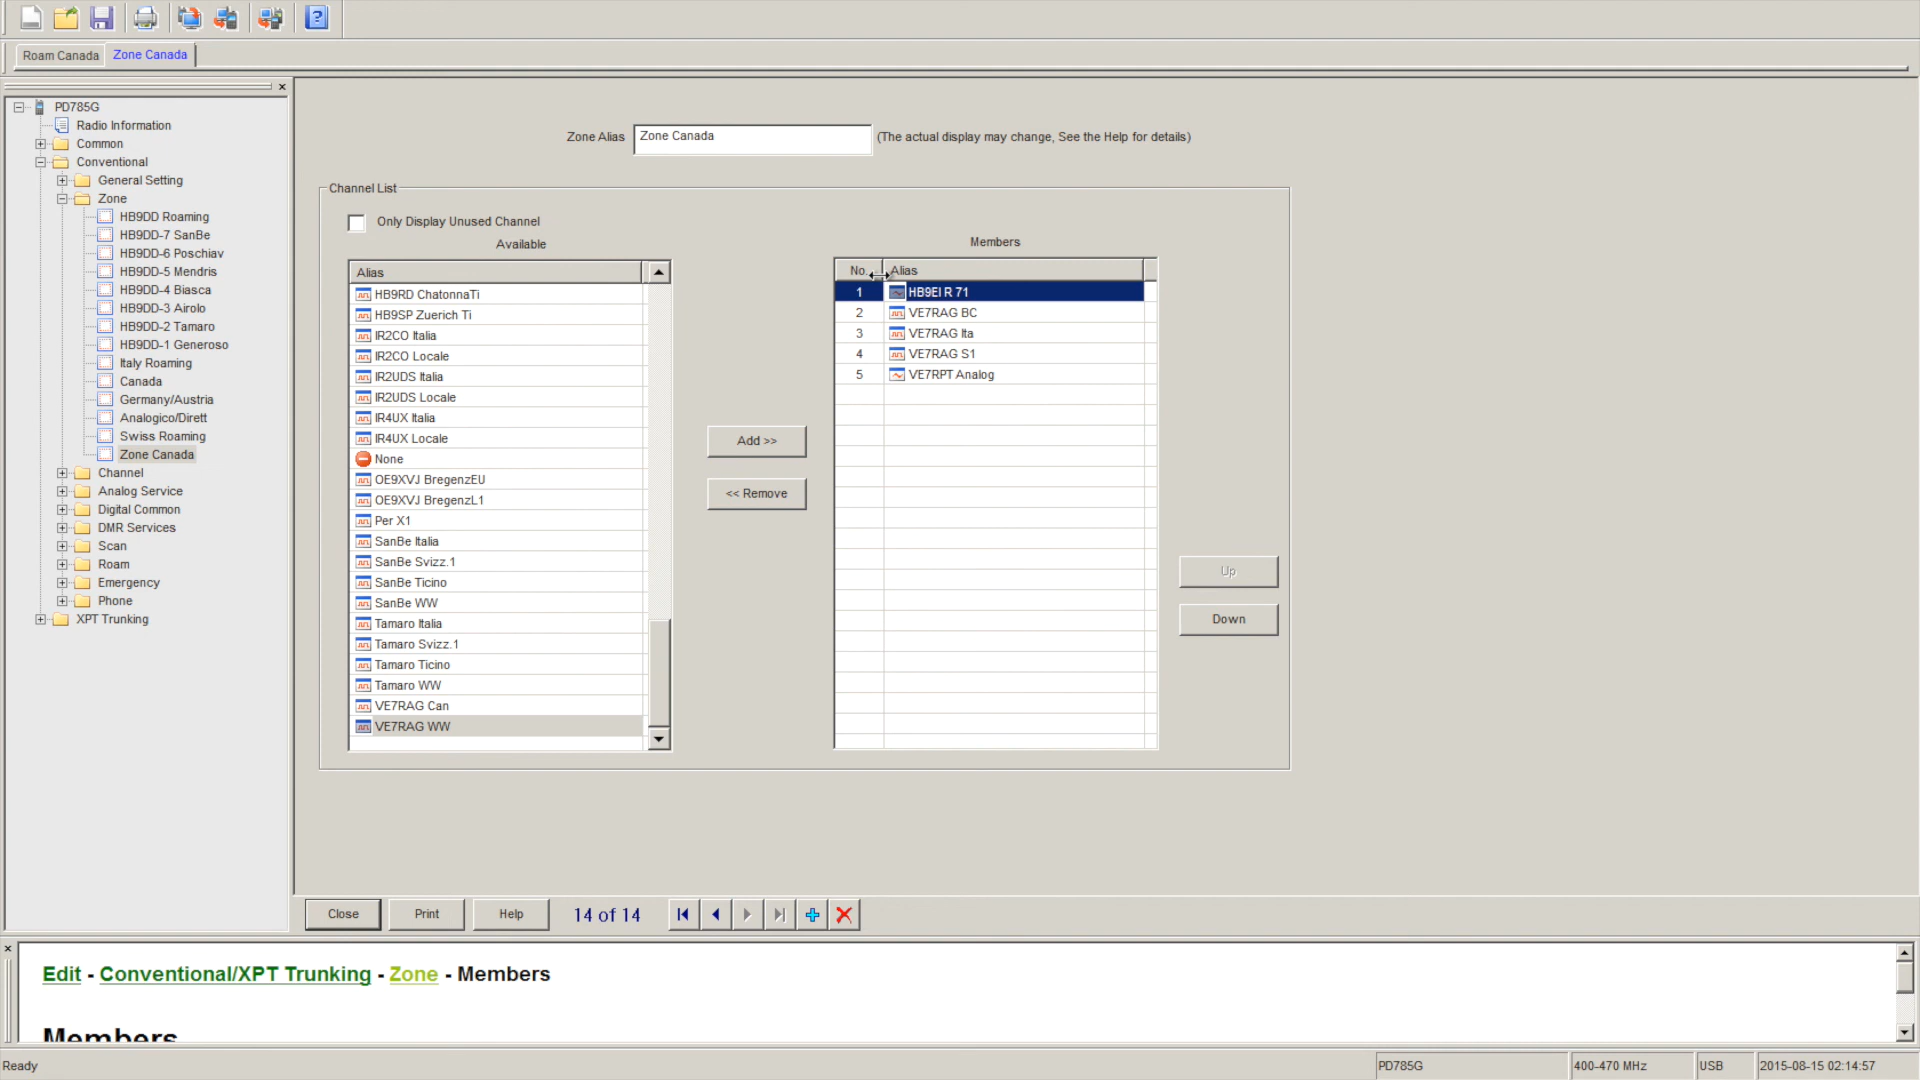 Roam Canada
Zone Canada
PD785G
Radio Information
Common
Conventional
General Setting
Zone
HB9DD Roaming
HB9DD-7 SanBe
HB9DD-6 Poschiav
HB9DD-5 Mendris
HB9DD-4 Biasca
HB9DD-3 Airolo
HB9DD-2 Tamaro
HB9DD-1 Generoso
Italy Roaming
Canada
Germany/Austria
Analogico/Dirett
Swiss Roaming
Zone Canada
Channel
Analog Service
Digital Common
DMR Services
Scan
Roam
Emergency
Phone
XPT Trunking
Zone Alias Zone Canada (The actual display may change, See the Help for details)
Channel List
Only Display Unused Channel
Available
Alias
HB9RD ChatonnaTi
HB9SP Zuerich Ti
IR2CO Italia
IR2CO Locale
IR2UDS Italia
IR2UDS Locale
IR4UX Italia
IR4UX Locale
None
OE9XVJ BregenzEU
OE9XVJ BregenzL1
Per X1
SanBe Italia
SanBe Svizz.1
SanBe Ticino
SanBe WW
Tamaro Italia
Tamaro Svizz.1
Tamaro Ticino
Tamaro WW
VE7RAG Can
VE7RAG WW
Add >>
<< Remove
Members
No. Alias
1 HB9EI R 71
2 VE7RAG BC
3 VE7RAG Ita
4 VE7RAG S1
5 VE7RPT Analog
Up
Down
Close Print Help 14 of 14
Edit - Conventional/XPT Trunking - Zone - Members
Members
Ready PD785G 400-470 MHz USB 2015-08-15 02:14:57